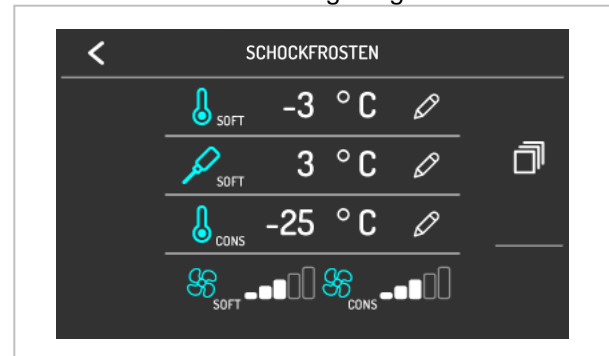 SCHOCKFROSTEN
SOFT -3 °C
SOFT 3 °C
CONS -25 °C
SOFT CONS